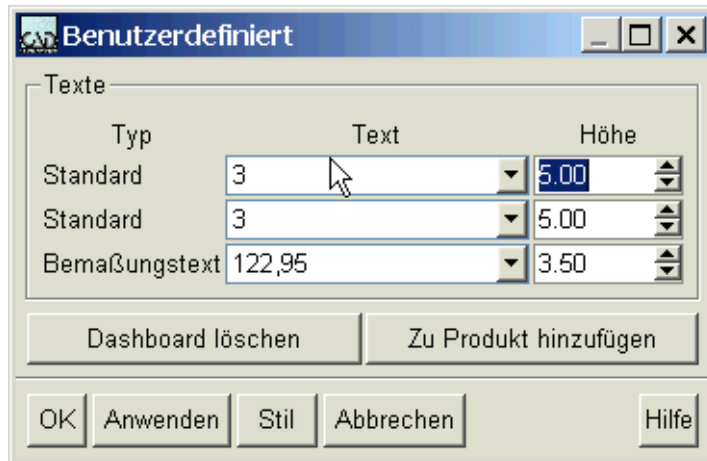 CAD Benutzerdefiniert
Texte
Typ Text Höhe
Standard 3 5.00
Standard 3 5.00
Bemaßungstext 122,95 3.50
Dashboard löschen Zu Produkt hinzufügen
OK Anwenden Stil Abbrechen Hilfe